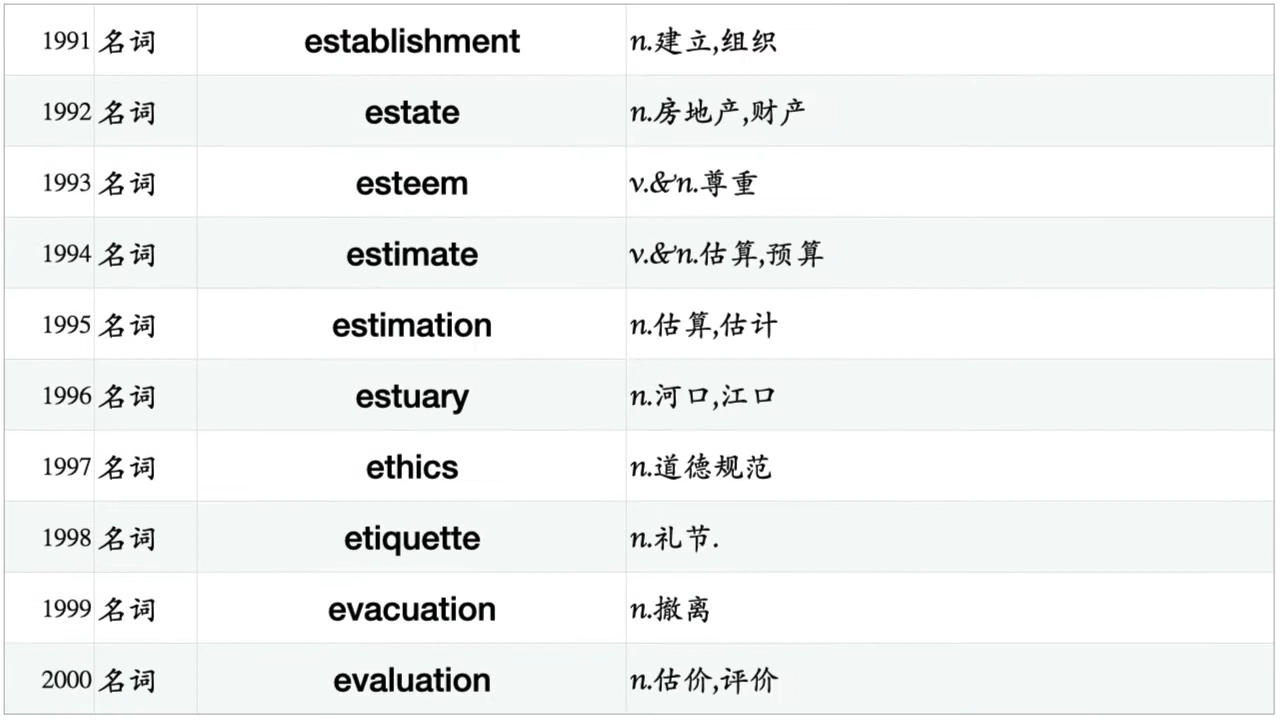 1991 名词 establishment n.建立,组织
1992 名词 estate n.房地产,财产
1993 名词 esteem v.&n.尊重
1994 名词 estimate v.&n.估算,预算
1995 名词 estimation n.估算,估计
1996 名词 estuary n.河口,江口
1997 名词 ethics n.道德规范
1998 名词 etiquette n.礼节.
1999 名词 evacuation n.撤离
2000 名词 evaluation n.估价,评价